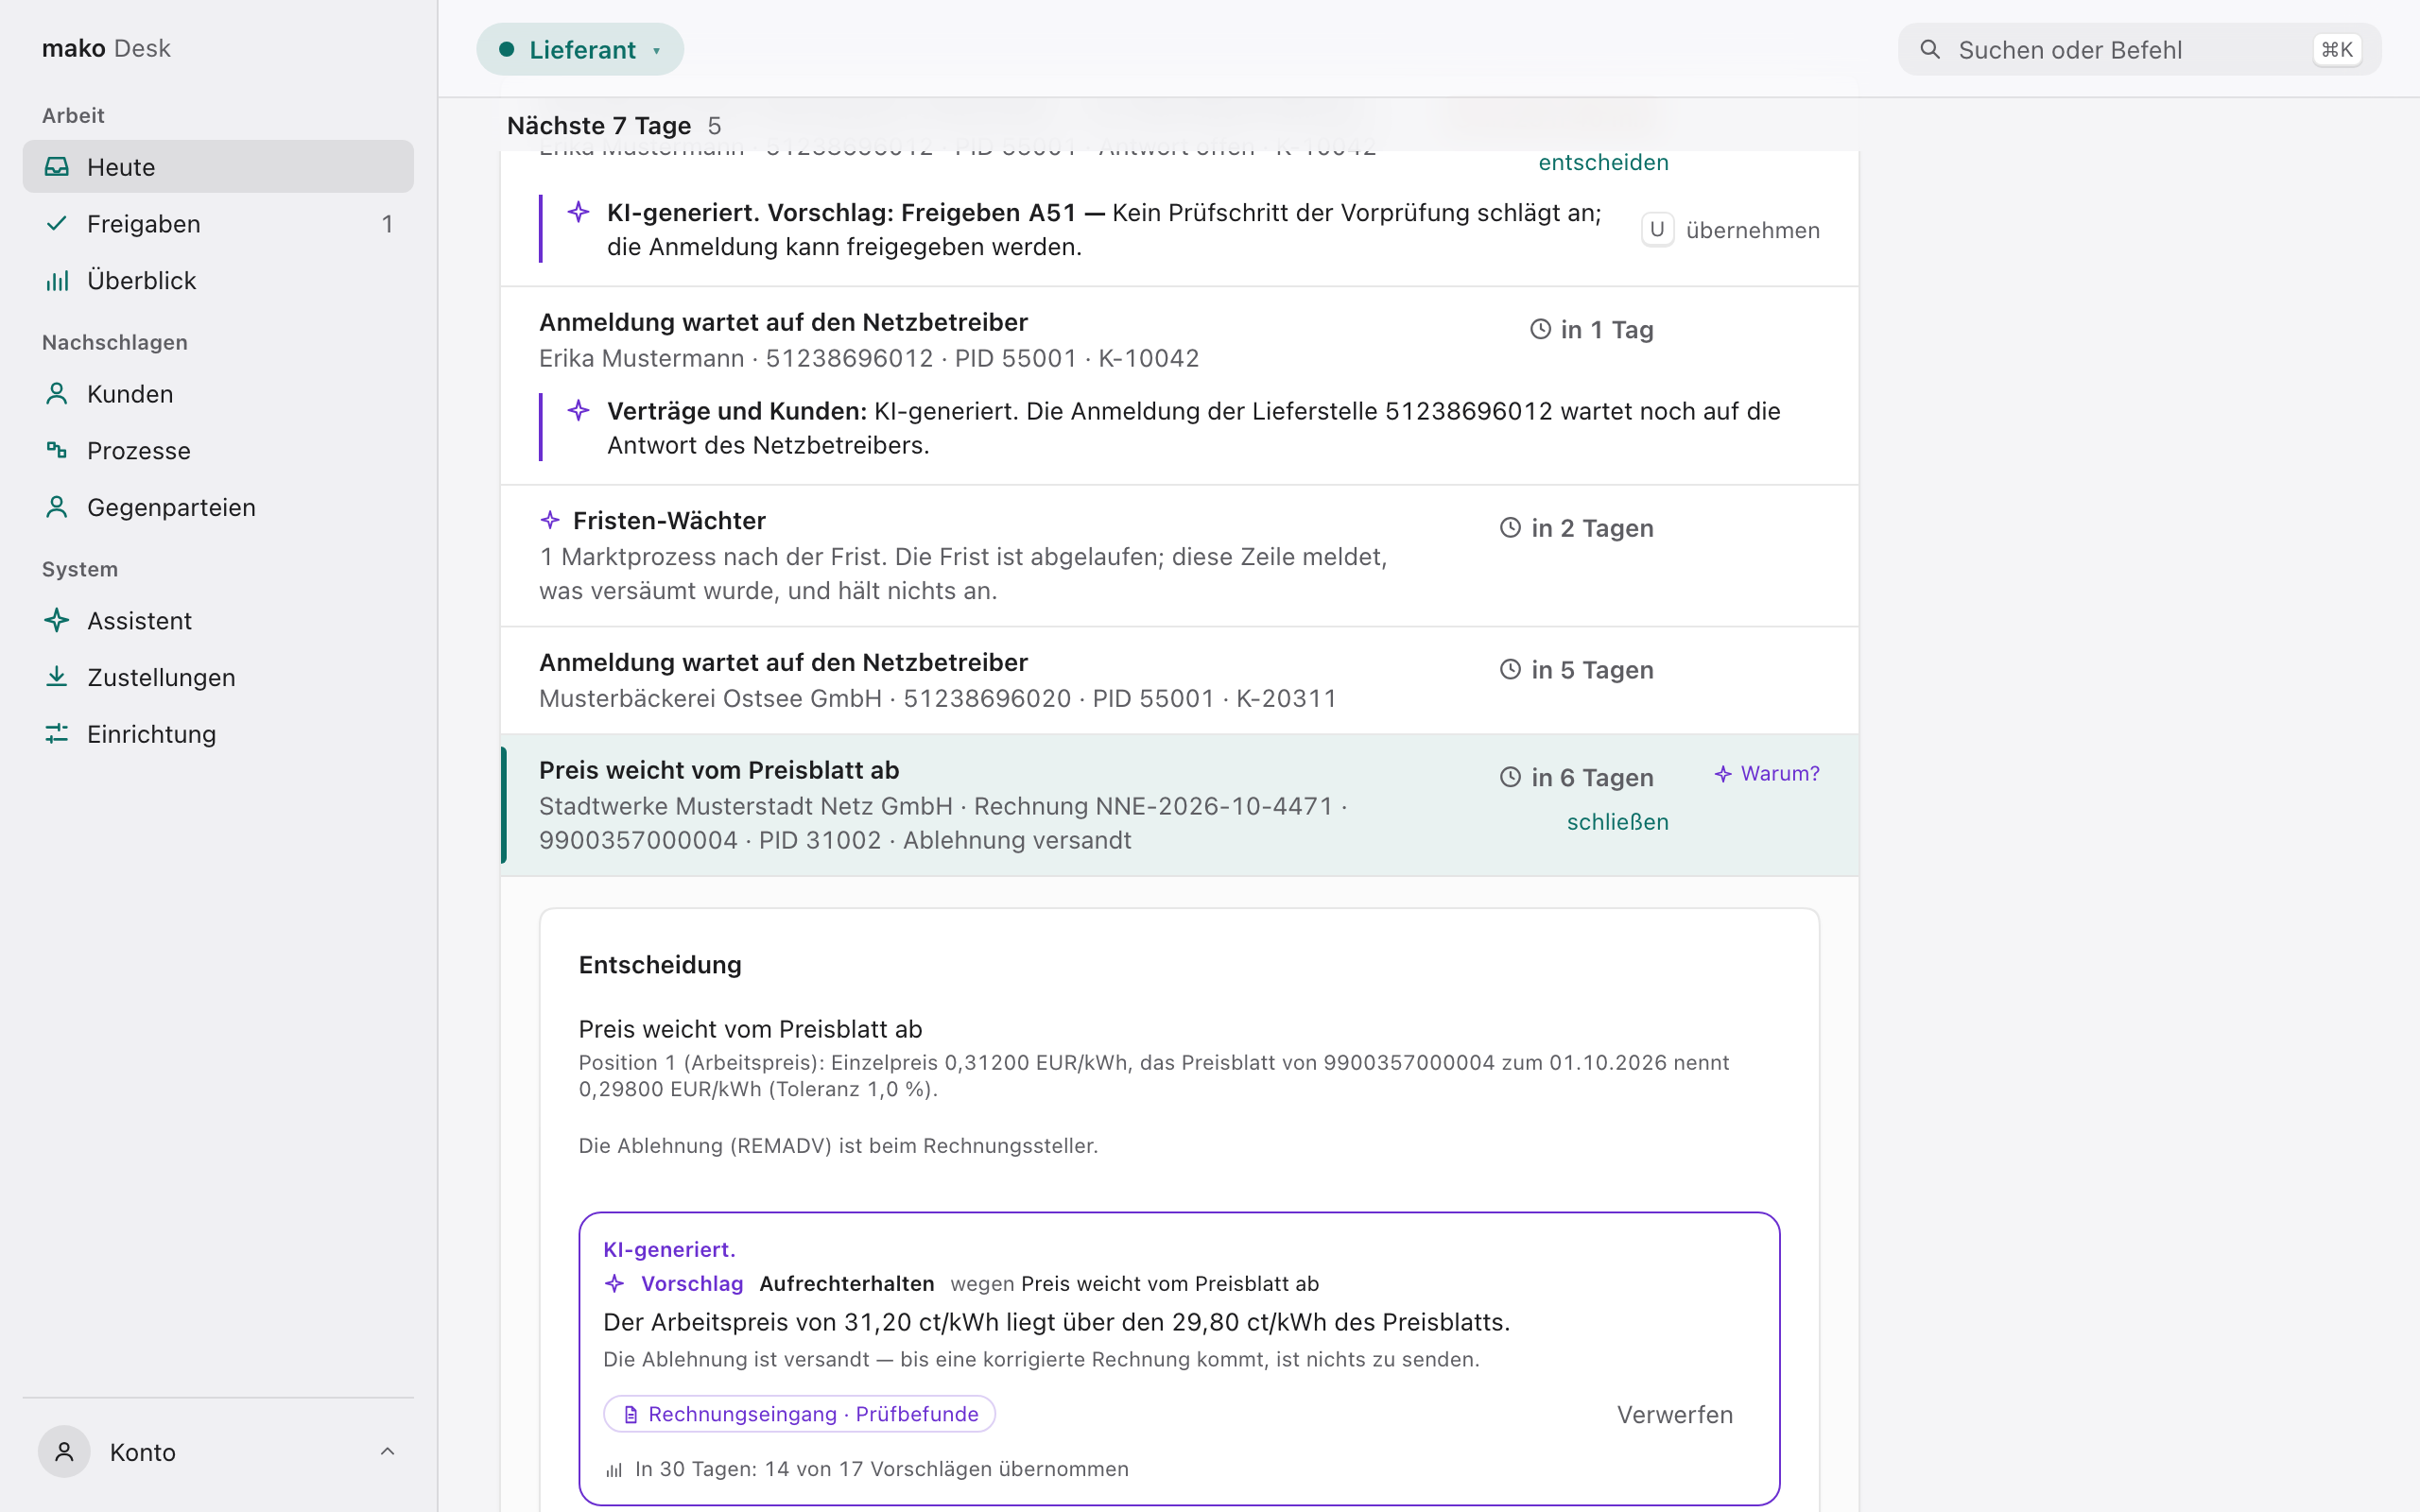 mako Desk
Arbeit
Heute
Freigaben 1
Überblick
Nachschlagen
Kunden
Prozesse
Gegenparteien
System
Assistent
Zustellungen
Einrichtung
Konto
Lieferant
Suchen oder Befehl ⌘K
Nächste 7 Tage 5
Erika Mustermann · 51238696012 · PID 55001 · Antwort offen · K-10042
entscheiden
KI-generiert. Vorschlag: Freigeben A51 — Kein Prüfschritt der Vorprüfung schlägt an;
die Anmeldung kann freigegeben werden.
U übernehmen
Anmeldung wartet auf den Netzbetreiber
in 1 Tag
Erika Mustermann · 51238696012 · PID 55001 · K-10042
Verträge und Kunden: KI-generiert. Die Anmeldung der Lieferstelle 51238696012 wartet noch auf die
Antwort des Netzbetreibers.
Fristen-Wächter
in 2 Tagen
1 Marktprozess nach der Frist. Die Frist ist abgelaufen; diese Zeile meldet,
was versäumt wurde, und hält nichts an.
Anmeldung wartet auf den Netzbetreiber
in 5 Tagen
Musterbäckerei Ostsee GmbH · 51238696020 · PID 55001 · K-20311
Preis weicht vom Preisblatt ab
in 6 Tagen
Warum?
Stadtwerke Musterstadt Netz GmbH · Rechnung NNE-2026-10-4471 ·
9900357000004 · PID 31002 · Ablehnung versandt
schließen
Entscheidung
Preis weicht vom Preisblatt ab
Position 1 (Arbeitspreis): Einzelpreis 0,31200 EUR/kWh, das Preisblatt von 9900357000004 zum 01.10.2026 nennt
0,29800 EUR/kWh (Toleranz 1,0 %).
Die Ablehnung (REMADV) ist beim Rechnungssteller.
KI-generiert.
Vorschlag Aufrechterhalten wegen Preis weicht vom Preisblatt ab
Der Arbeitspreis von 31,20 ct/kWh liegt über den 29,80 ct/kWh des Preisblatts.
Die Ablehnung ist versandt — bis eine korrigierte Rechnung kommt, ist nichts zu senden.
Rechnungseingang · Prüfbefunde
Verwerfen
In 30 Tagen: 14 von 17 Vorschlägen übernommen